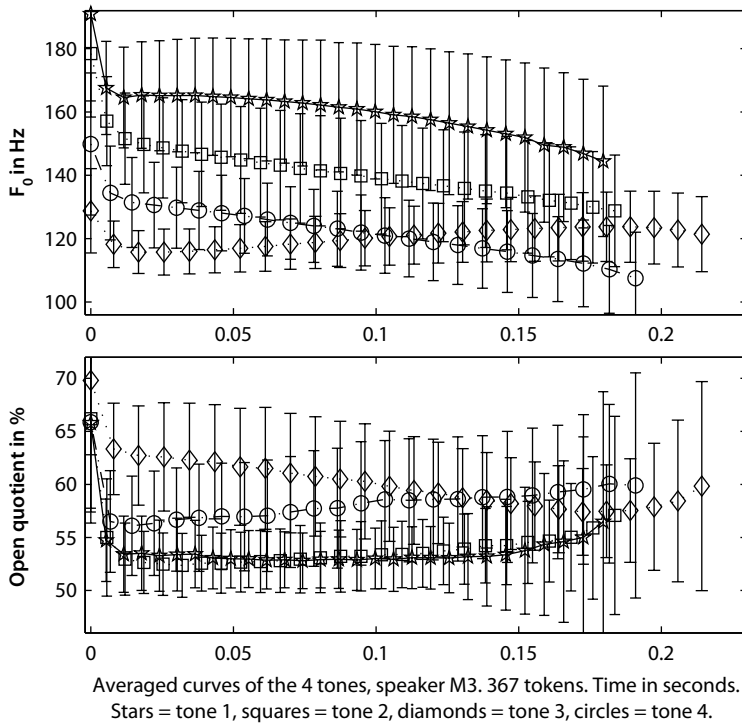 180
160
140
120
100
F0 in Hz
0 0.05 0.1 0.15 0.2
70
65
60
55
50
Open quotient in %
0 0.05 0.1 0.15 0.2
Averaged curves of the 4 tones, speaker M3. 367 tokens. Time in seconds.
Stars = tone 1, squares = tone 2, diamonds = tone 3, circles = tone 4.